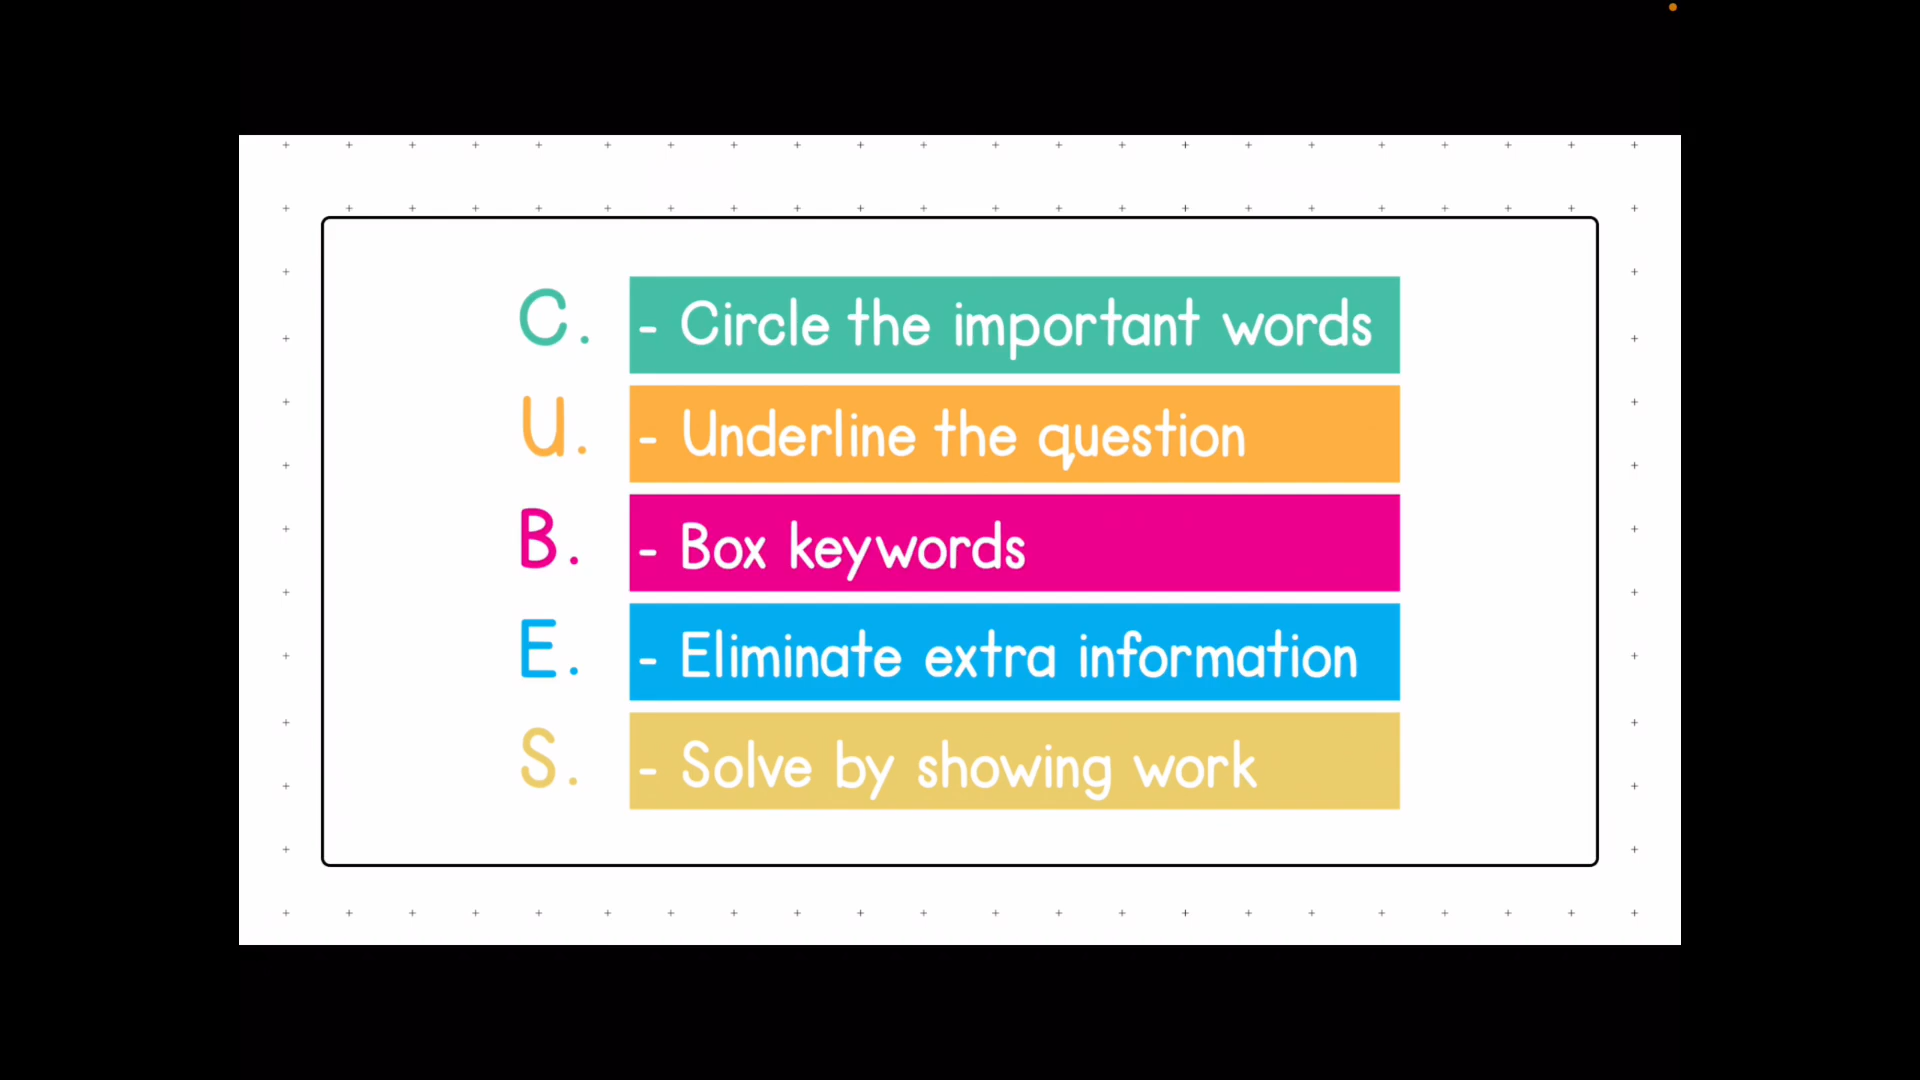 C. - Circle the important words
U. - Underline the question
B. - Box keywords
E. - Eliminate extra information
S. - Solve by showing work